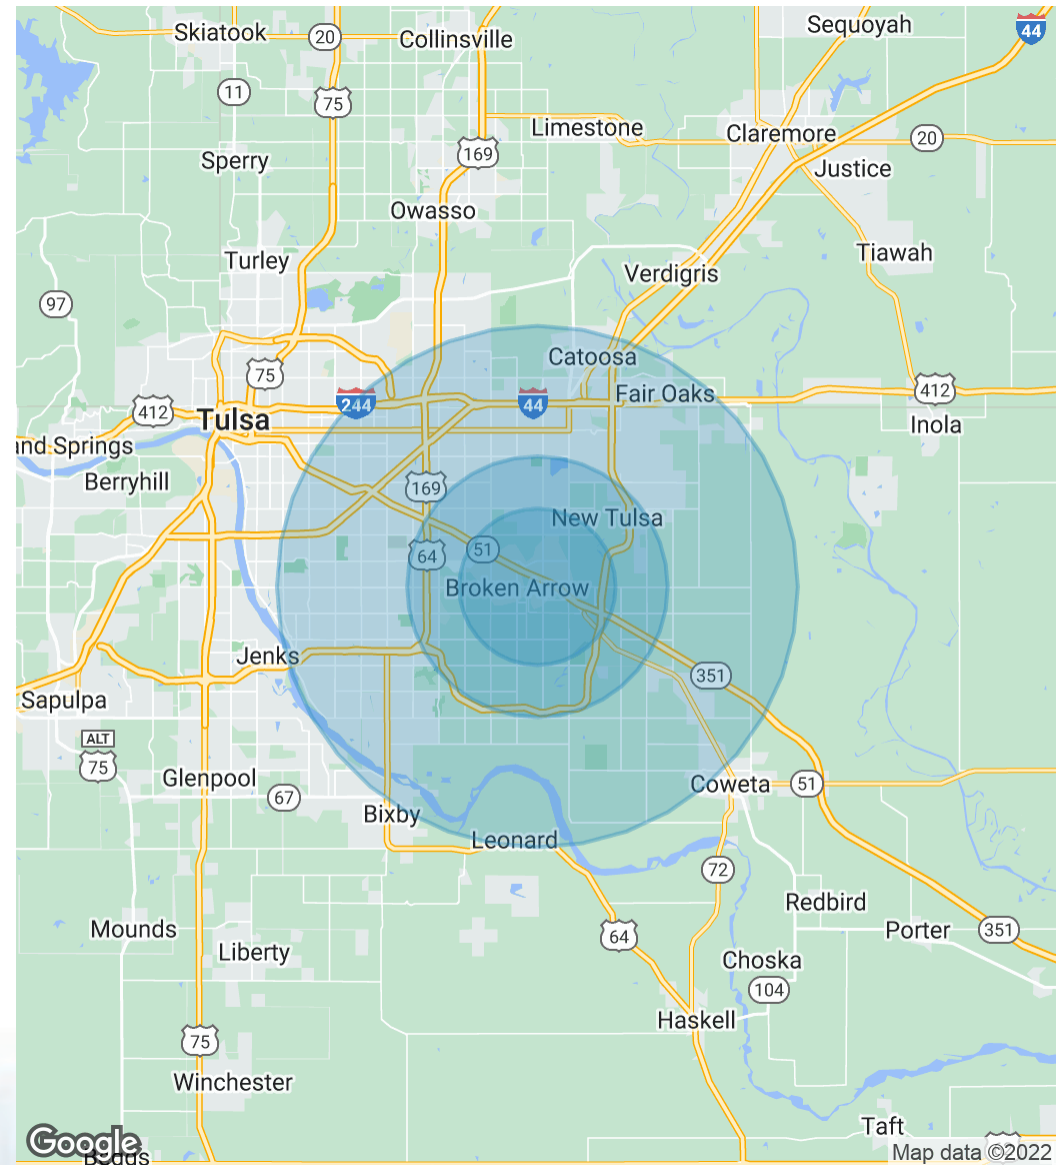 Skiatook
20
Collinsville
Sequoyah
44
11
75
169
Limestone
Claremore
20
Sperry
Justice
Owasso
Turley
Tiawah
Verdigris
97
Catoosa
75
412
244
44
Fair Oaks
412
Tulsa
Inola
and Springs
Berryhill
169
New Tulsa
64
51
Broken Arrow
Jenks
351
Sapulpa
ALT
75
Glenpool
67
Coweta
51
Bixby
Leonard
72
Redbird
Mounds
64
Porter
351
Liberty
Choska
104
Haskell
75
Winchester
Taft
Google
Map data ©2022